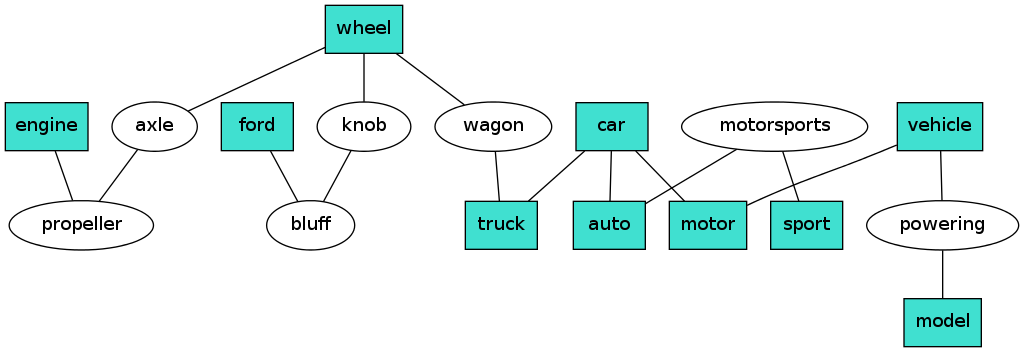 wheel
engine
axle
ford
knob
wagon
car
motorsports
vehicle
propeller
bluff
truck
auto
motor
sport
powering
model